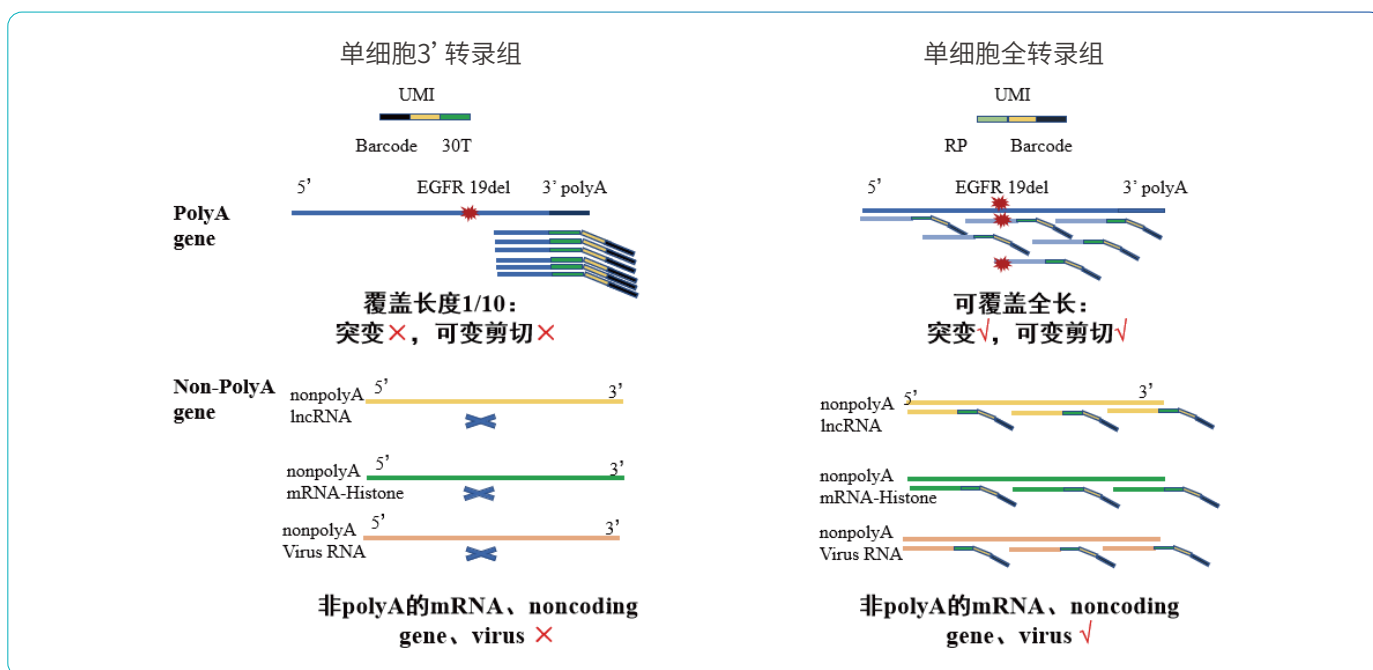 单细胞3’ 转录组
UMI
Barcode 30T
5’ EGFR 19del 3’ polyA
PolyA
gene
覆盖长度1/10：
突变×，可变剪切×
Non-PolyA
gene
5’ 3’
nonpolyA
lncRNA
5’ 3’
nonpolyA
mRNA-Histone
5’ 3’
nonpolyA
Virus RNA
非polyA的mRNA、noncoding
gene、virus ×
单细胞全转录组
UMI
RP Barcode
5’ EGFR 19del 3’ polyA
可覆盖全长：
突变√，可变剪切√
5’ 3’
nonpolyA
lncRNA
nonpolyA
mRNA-Histone
nonpolyA
Virus RNA
非polyA的mRNA、noncoding
gene、virus √